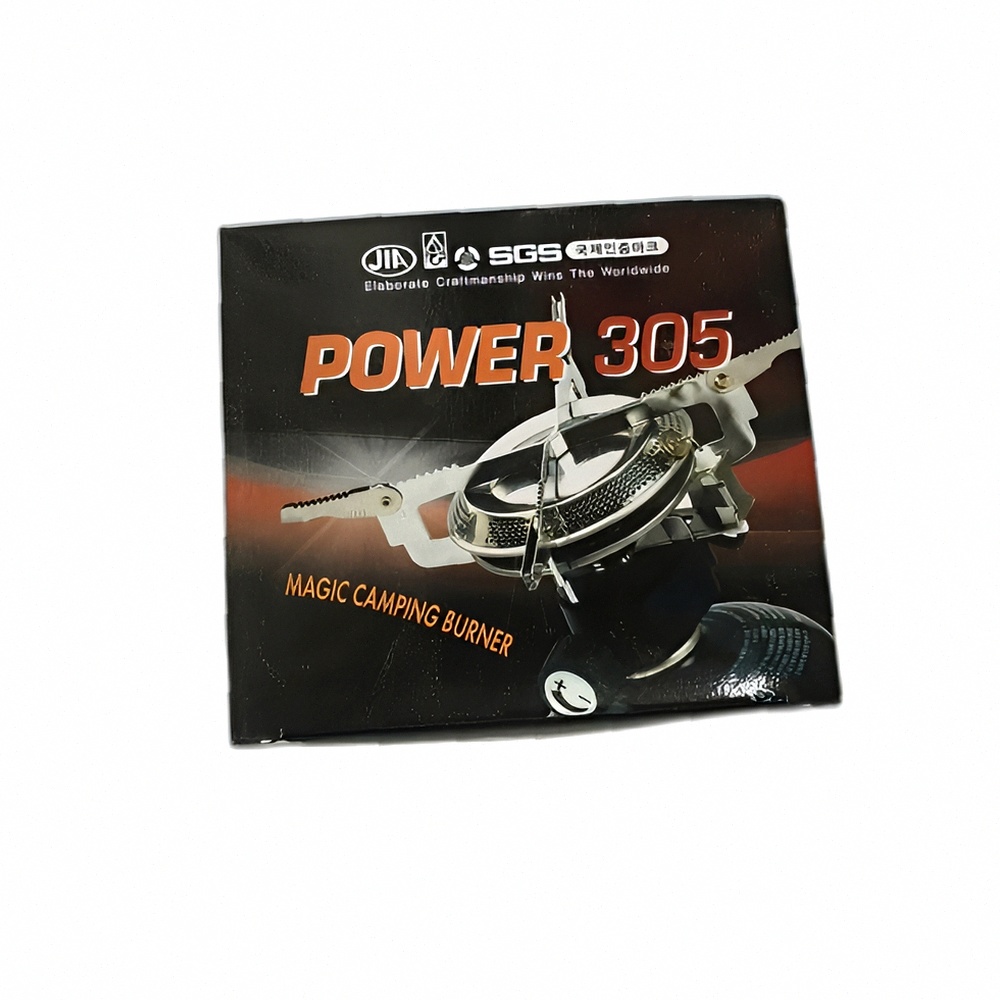 JIA SGS 국제인증마크
Elaborate Craftmanship Wins The Worldwide
POWER 305
MAGIC CAMPING BURNER